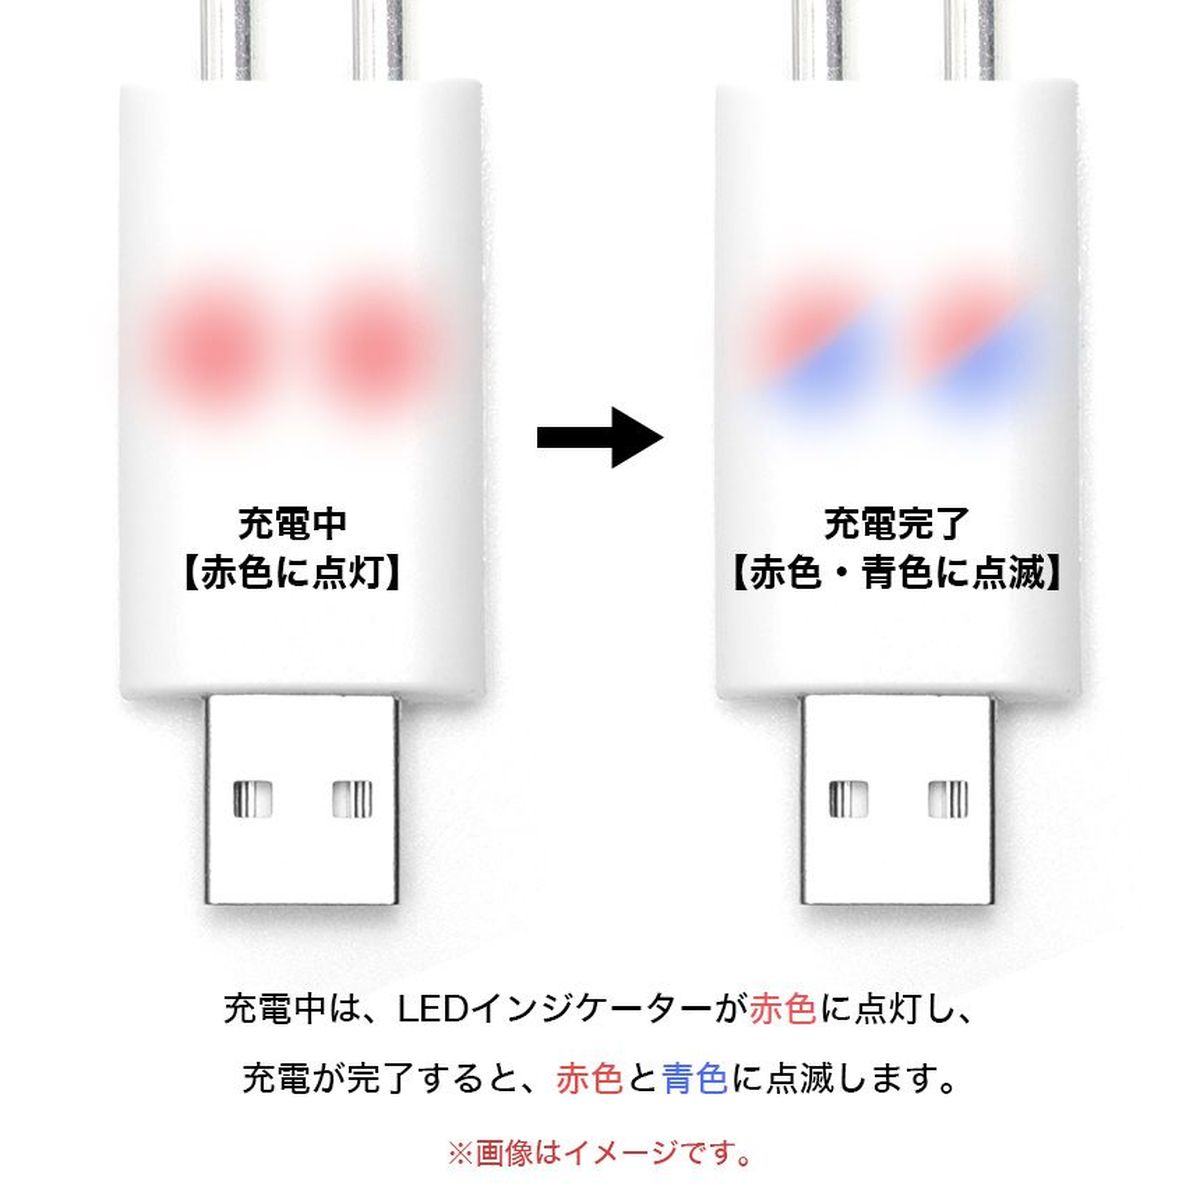 充電中
【赤色に点灯】
充電完了
【赤色・青色に点滅】
充電中は、LEDインジケーターが赤色に点灯し、
充電が完了すると、赤色と青色に点滅します。
※画像はイメージです。